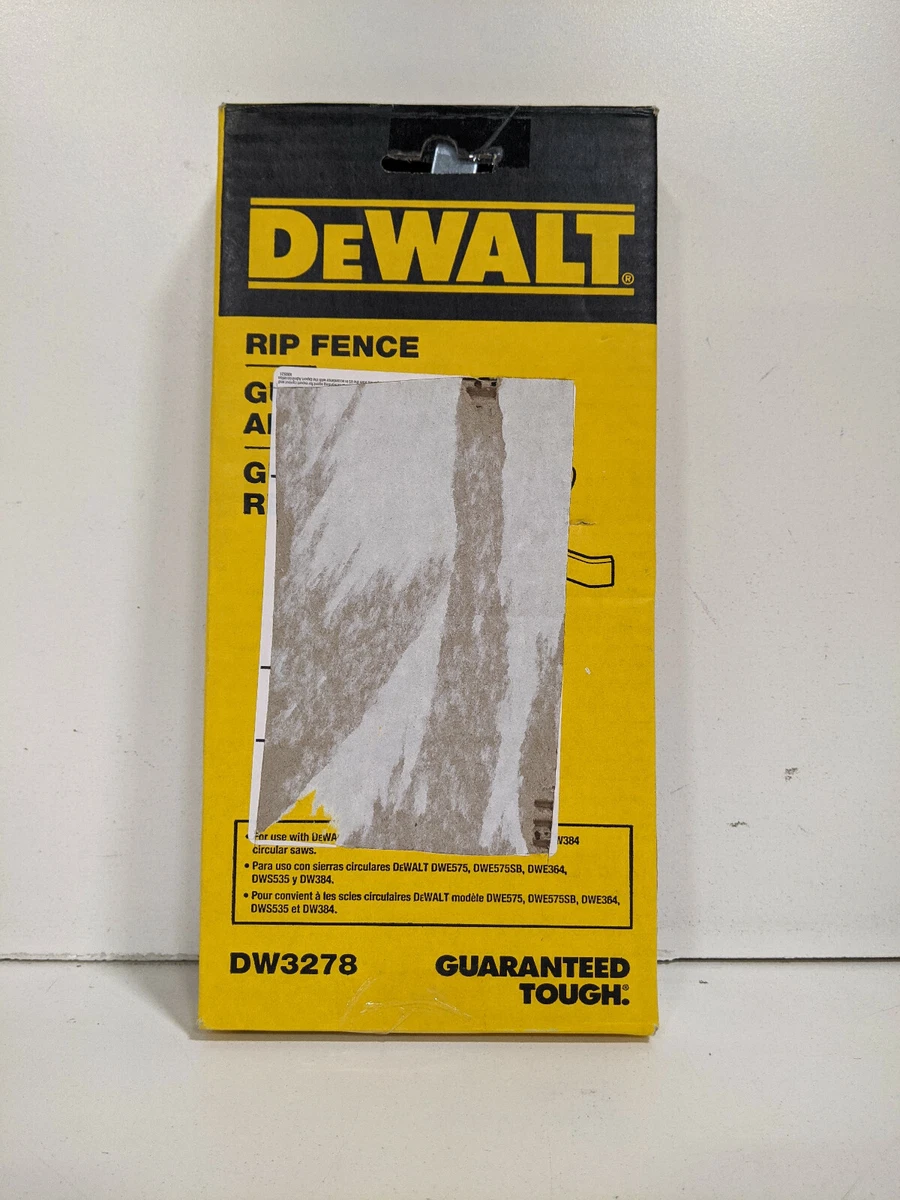 DEWALT®
RIP FENCE
• For use with DEWA
W384
circular saws.
• Para uso con sierras circulares DEWALT DWE575, DWE575SB, DWE364,
DWS535 y DW384.
• Pour convient à les scies circulaires DEWALT modèle DWE575, DWE575SB, DWE364,
DWS535 et DW384.
DW3278
GUARANTEED
TOUGH.®